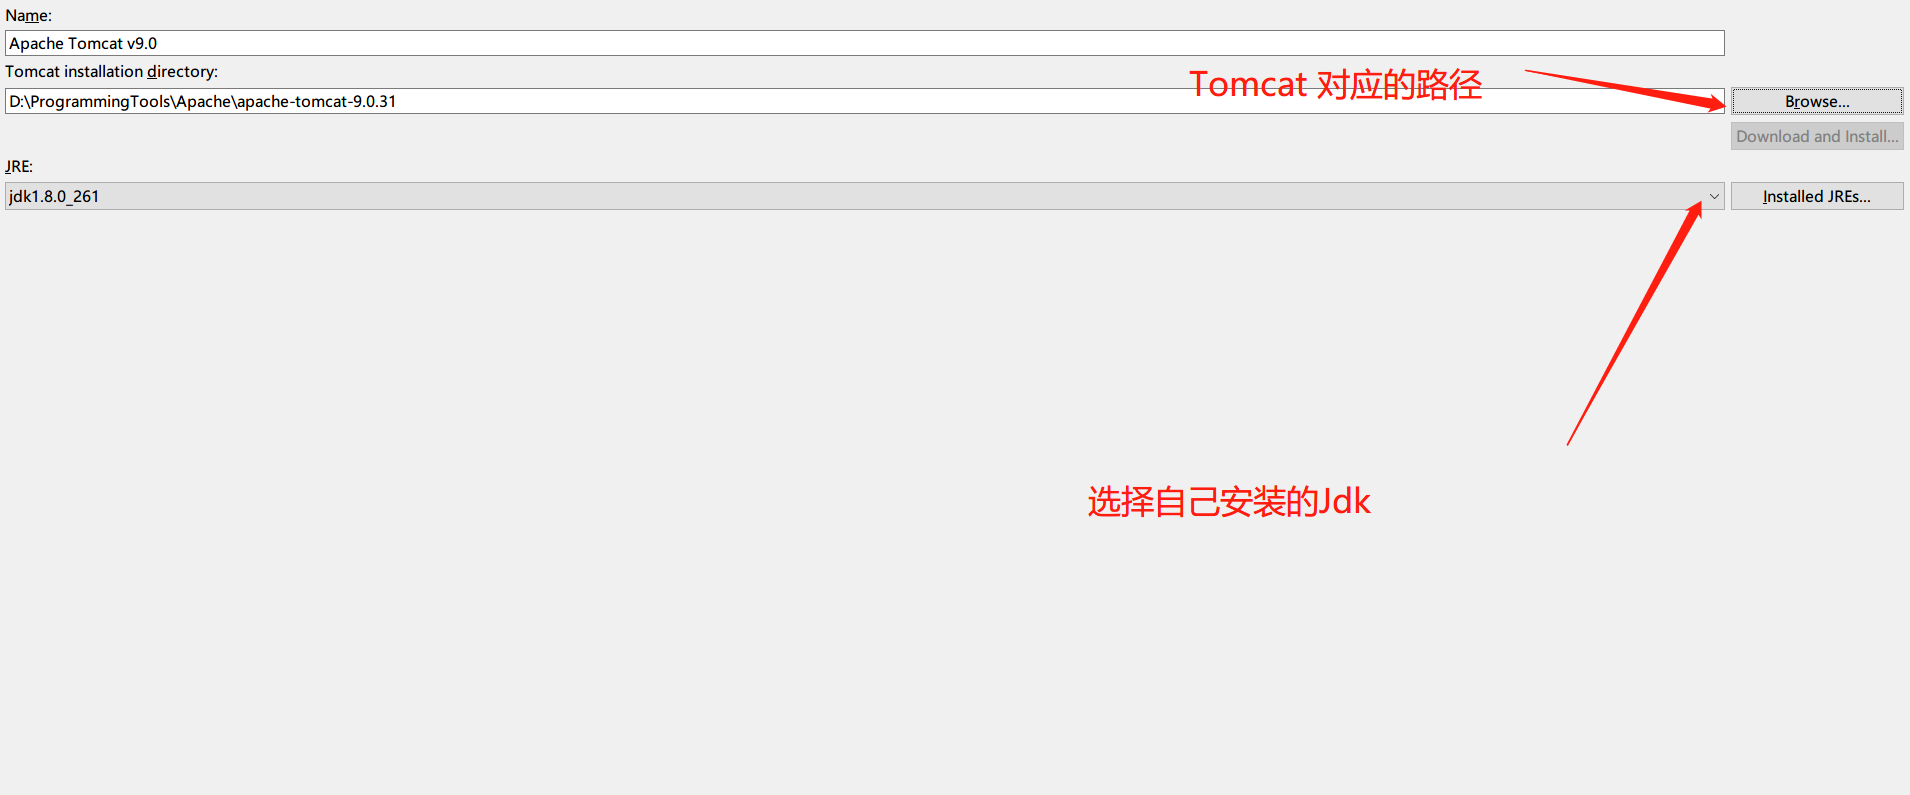 Name:
Apache Tomcat v9.0
Tomcat installation directory:
Tomcat 对应的路径
D:\ProgrammingTools\Apache\apache-tomcat-9.0.31
Browse...
Download and Install...
JRE:
jdk1.8.0_261
Installed JREs...
选择自己安装的Jdk